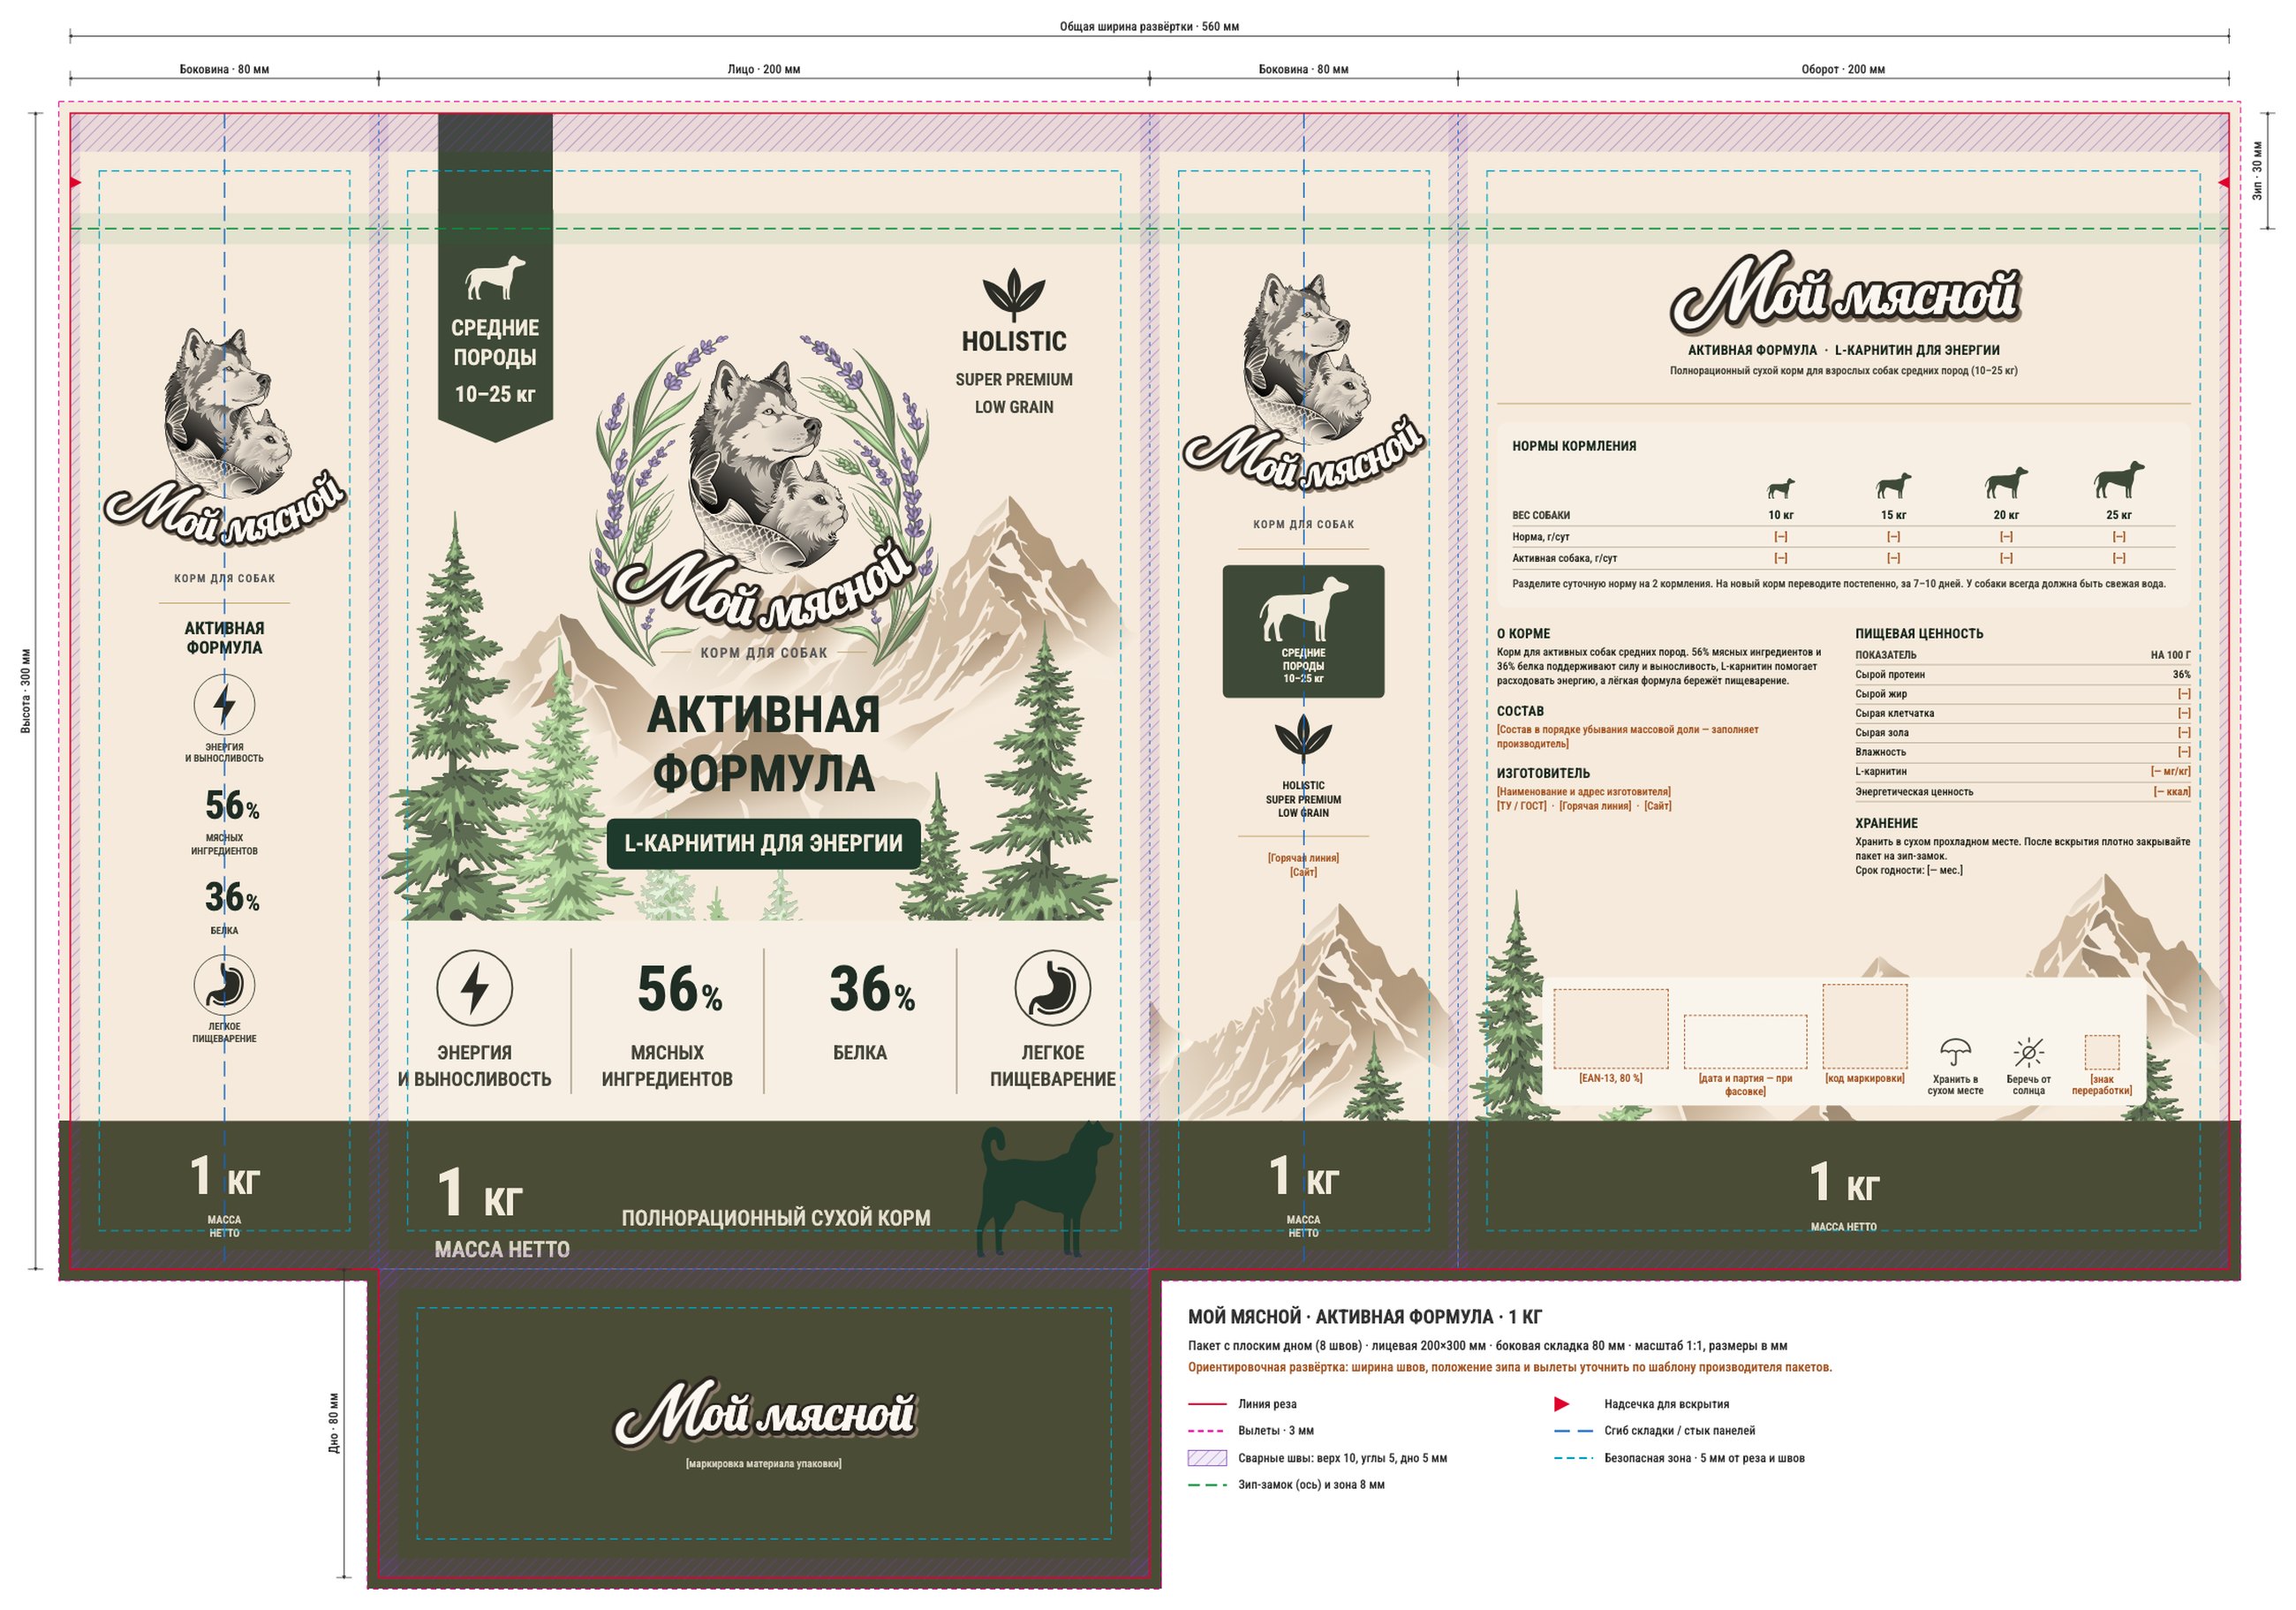 Общая ширина развёртки · 560 мм
Боковина · 80 мм
Лицо · 200 мм
Боковина · 80 мм
Оборот · 200 мм
Высота · 300 мм
Зип · 30 мм
Мой мясной
КОРМ ДЛЯ СОБАК
АКТИВНАЯ
ФОРМУЛА
ЭНЕРГИЯ
И ВЫНОСЛИВОСТЬ
56%
МЯСНЫХ
ИНГРЕДИЕНТОВ
36%
БЕЛКА
ЛЕГКОЕ
ПИЩЕВАРЕНИЕ
1 кг
МАССА
НЕТТО
СРЕДНИЕ
ПОРОДЫ
10–25 кг
HOLISTIC
SUPER PREMIUM
LOW GRAIN
Мой мясной
КОРМ ДЛЯ СОБАК
АКТИВНАЯ
ФОРМУЛА
L-КАРНИТИН ДЛЯ ЭНЕРГИИ
ЭНЕРГИЯ
И ВЫНОСЛИВОСТЬ
56%
МЯСНЫХ
ИНГРЕДИЕНТОВ
36%
БЕЛКА
ЛЕГКОЕ
ПИЩЕВАРЕНИЕ
1 кг
МАССА НЕТТО
ПОЛНОРАЦИОННЫЙ СУХОЙ КОРМ
Мой мясной
КОРМ ДЛЯ СОБАК
СРЕДНИЕ
ПОРОДЫ
10–25 кг
HOLISTIC
SUPER PREMIUM
LOW GRAIN
[Горячая линия]
[Сайт]
1 кг
МАССА
НЕТТО
Мой мясной
АКТИВНАЯ ФОРМУЛА · L-КАРНИТИН ДЛЯ ЭНЕРГИИ
Полнорационный сухой корм для взрослых собак средних пород (10–25 кг)
НОРМЫ КОРМЛЕНИЯ
ВЕС СОБАКИ 10 кг 15 кг 20 кг 25 кг
Норма, г/сут [—] [—] [—] [—]
Активная собака, г/сут [—] [—] [—] [—]
Разделите суточную норму на 2 кормления. На новый корм переводите постепенно, за 7–10 дней. У собаки всегда должна быть свежая вода.
О КОРМЕ
Корм для активных собак средних пород. 56% мясных ингредиентов и
36% белка поддерживают силу и выносливость, L-карнитин помогает
расходовать энергию, а лёгкая формула бережёт пищеварение.
СОСТАВ
[Состав в порядке убывания массовой доли — заполняет
производитель]
ИЗГОТОВИТЕЛЬ
[Наименование и адрес изготовителя]
[ТУ / ГОСТ] · [Горячая линия] · [Сайт]
ПИЩЕВАЯ ЦЕННОСТЬ
ПОКАЗАТЕЛЬ НА 100 Г
Сырой протеин 36%
Сырой жир [—]
Сырая клетчатка [—]
Сырая зола [—]
Влажность [—]
L-карнитин [— мг/кг]
Энергетическая ценность [— ккал]
ХРАНЕНИЕ
Хранить в сухом прохладном месте. После вскрытия плотно закрывайте
пакет на зип-замок.
Срок годности: [— мес.]
[EAN-13, 80 %]
[дата и партия — при
фасовке]
[код маркировки]
Хранить в
сухом месте
Беречь от
солнца
[знак
переработки]
1 кг
МАССА НЕТТО
Дно · 80 мм
Мой мясной
[маркировка материала упаковки]
МОЙ МЯСНОЙ · АКТИВНАЯ ФОРМУЛА · 1 КГ
Пакет с плоским дном (8 швов) · лицевая 200×300 мм · боковая складка 80 мм · масштаб 1:1, размеры в мм
Ориентировочная развёртка: ширина швов, положение зипа и вылеты уточнить по шаблону производителя пакетов.
Линия реза
Вылеты · 3 мм
Сварные швы: верх 10, углы 5, дно 5 мм
Зип-замок (ось) и зона 8 мм
Надсечка для вскрытия
Сгиб складки / стык панелей
Безопасная зона · 5 мм от реза и швов